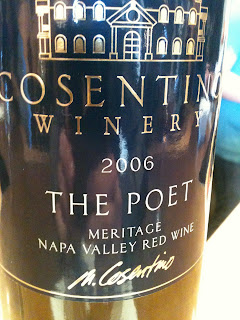 COSENTINO
WINERY
2006
THE POET
MERITAGE
NAPA VALLEY RED WINE
M. Cosentino